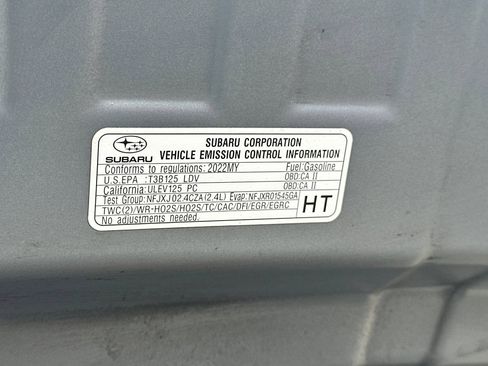 SUBARU
SUBARU CORPORATION
VEHICLE EMISSION CONTROL INFORMATION
Conforms to regulations: 2022MY Fuel:Gasoline
U.S.EPA :T3B125 LDV OBD:CA II
California:ULEV125 PC OBD:CA II
Test Group:NFJXJ02.4CZA(2.4L) Evap:NFJXR0154SGA
TWC(2)/WR-HO2S/HO2S/TC/CAC/DFI/EGR/EGRC
No adjustments needed.
HT